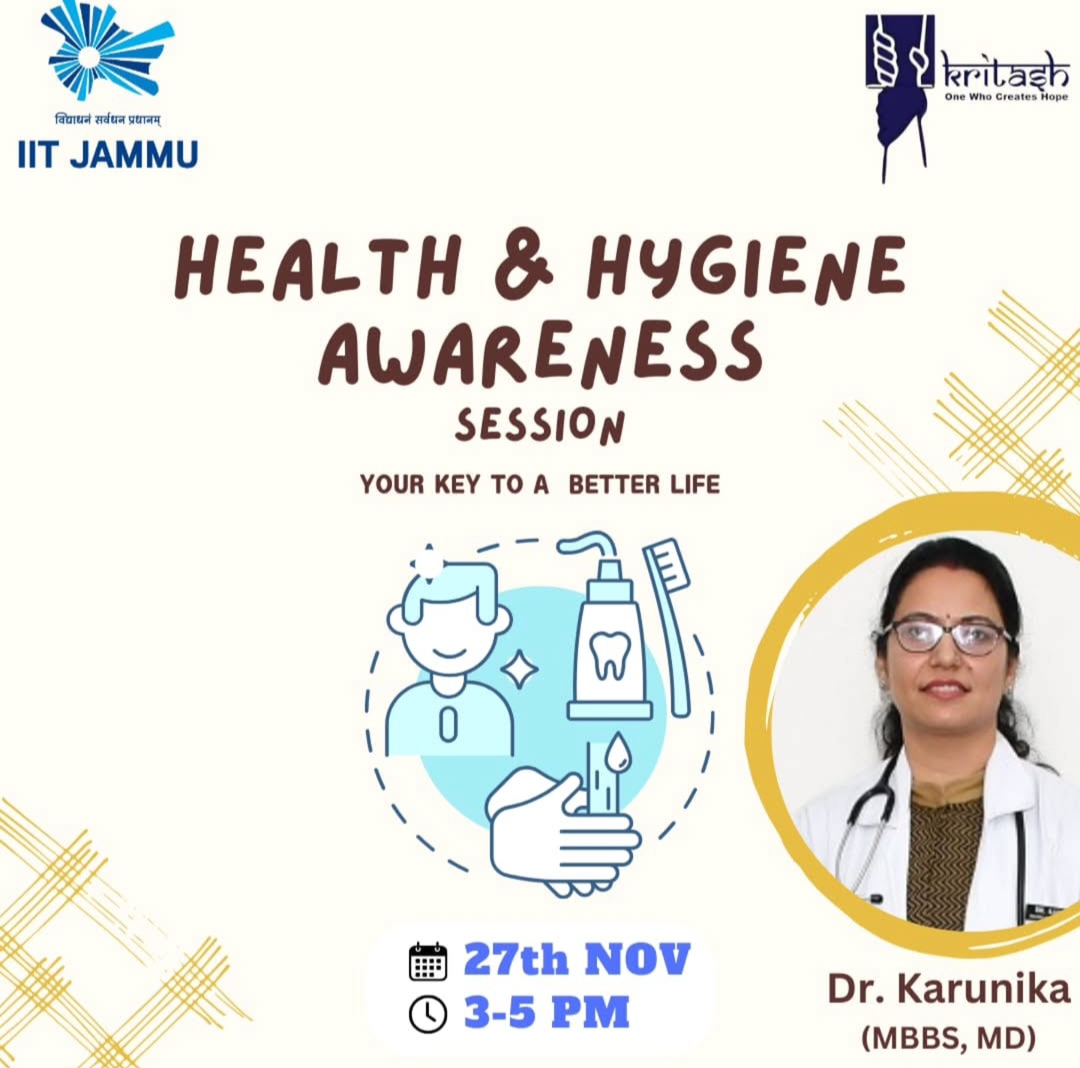 विद्याधनं सर्वधन प्रधानम्
IIT JAMMU
kritash
One Who Creates Hope
HEALTH & HYGIENE
AWARENESS
SESSION
YOUR KEY TO A BETTER LIFE
27th NOV
3-5 PM
Dr. Karunika
(MBBS, MD)